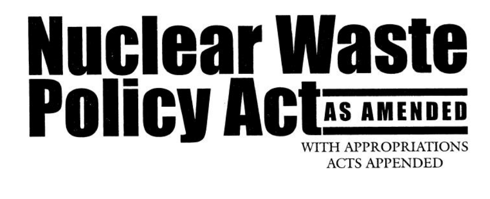 Nuclear Waste
Policy Act AS AMENDED
WITH APPROPRIATIONS
ACTS APPENDED